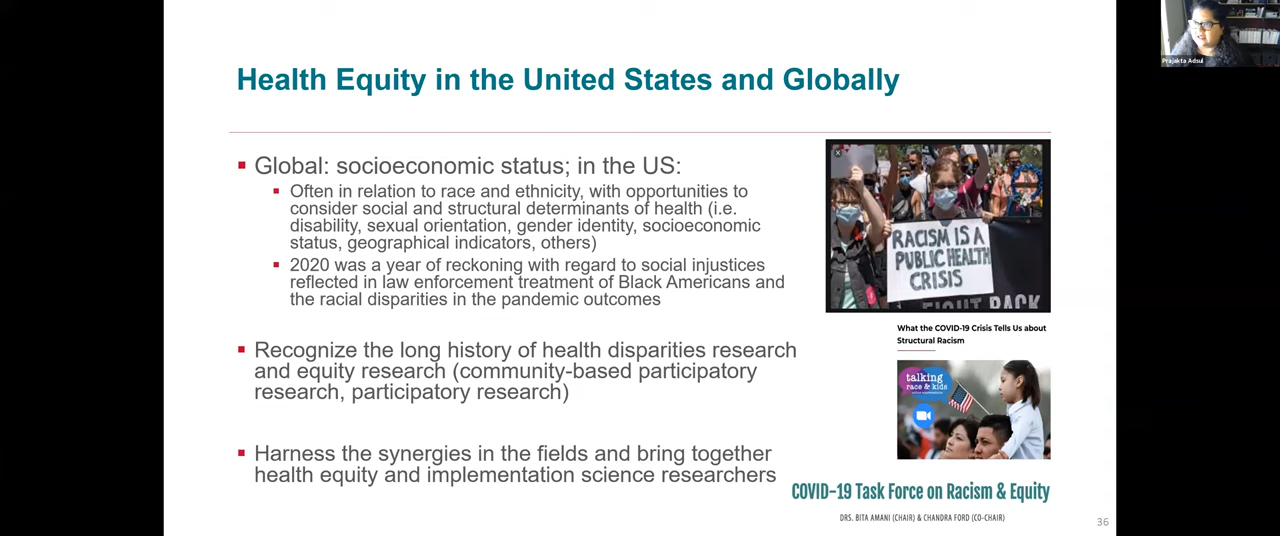 Health Equity in the United States and Globally
Prajakta Adsul
▪ Global: socioeconomic status; in the US:
▪ Often in relation to race and ethnicity, with opportunities to
consider social and structural determinants of health (i.e.
disability, sexual orientation, gender identity, socioeconomic
status, geographical indicators, others)
▪ 2020 was a year of reckoning with regard to social injustices
reflected in law enforcement treatment of Black Americans and
the racial disparities in the pandemic outcomes
▪ Recognize the long history of health disparities research
and equity research (community-based participatory
research, participatory research)
▪ Harness the synergies in the fields and bring together
health equity and implementation science researchers
RACISM IS A
PUBLIC HEALTH
CRISIS
FIGHT BACK
What the COVID-19 Crisis Tells Us about
Structural Racism
talking
race & kids
COVID-19 Task Force on Racism & Equity
DRS. BITA AMANI (CHAIR) & CHANDRA FORD (CO-CHAIR)
36